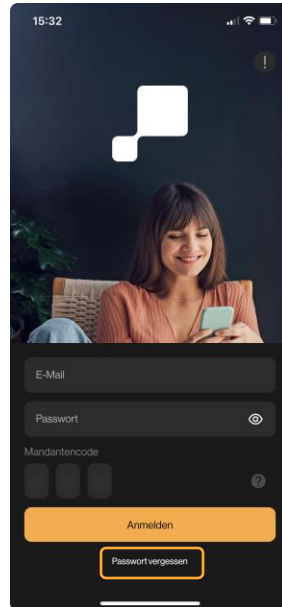 15:32
!
E-Mail
Passwort
Mandantencode
?
Anmelden
Passwort vergessen